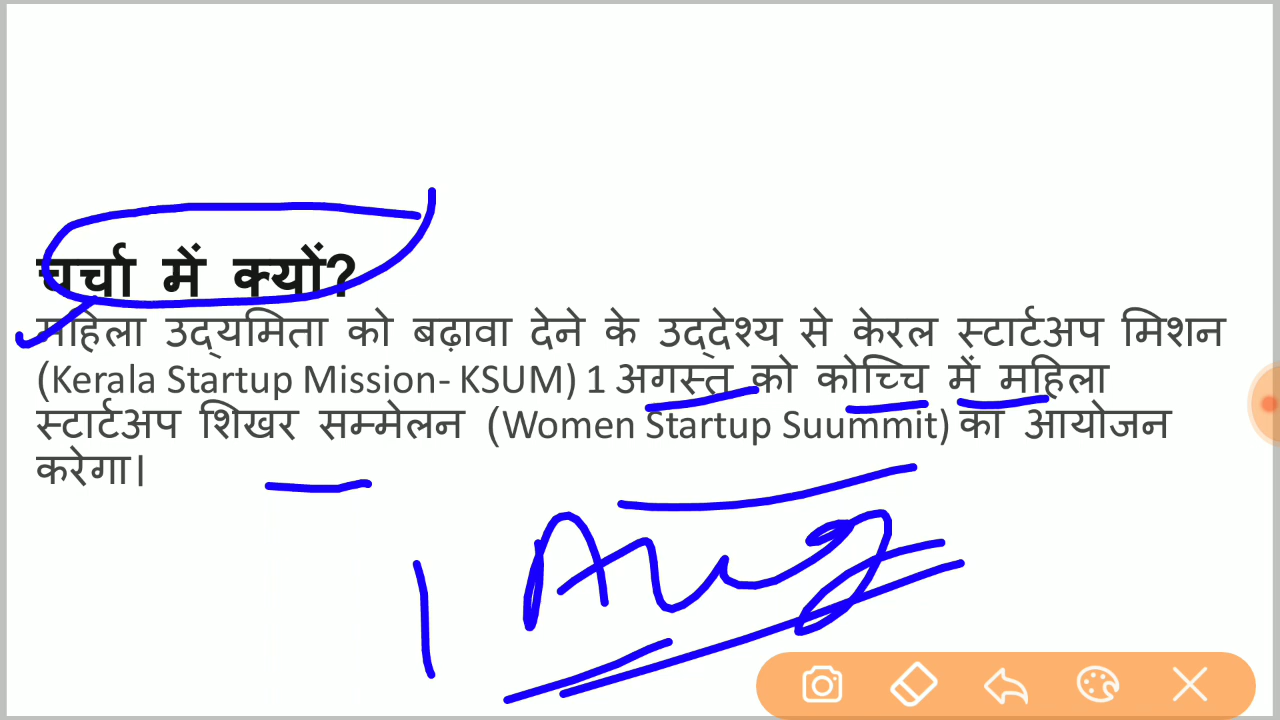 चर्चा में क्यों?
महिला उद्यमिता को बढ़ावा देने के उद्देश्य से केरल स्टार्टअप मिशन
(Kerala Startup Mission- KSUM) 1 अगस्त को कोच्चि में महिला
स्टार्टअप शिखर सम्मेलन (Women Startup Suummit) का आयोजन
करेगा।
1 Aug